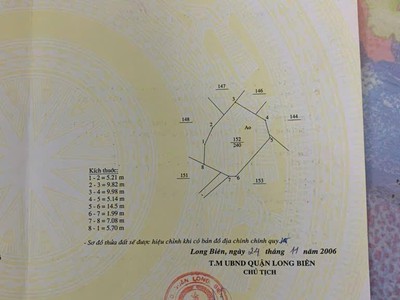 147
146
3
148
4
144
2
Ao
1
152
240
5
Kích thước:
1 - 2 = 5.21 m
2 - 3 = 9.82 m
3 - 4 = 9.98 m
4 - 5 = 5.14 m
5 - 6 = 14.5 m
6 - 7 = 1.99 m
7 - 8 = 7.08 m
8 - 1 = 5.70 m
8
151
7
6
153
- Sơ đồ thửa đất sẽ được hiệu chỉnh khi có bản đồ địa chính chính quy
Long Biên, ngày 24 tháng 11 năm 2006
T.M UBND QUẬN LONG BIÊN
CHỦ TỊCH